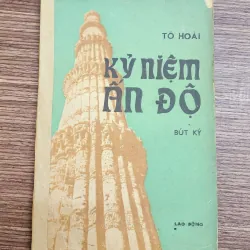 TÔ HOÀI
KỶ NIỆM
ẤN ĐỘ
BÚT KÝ
LAO ĐỘNG